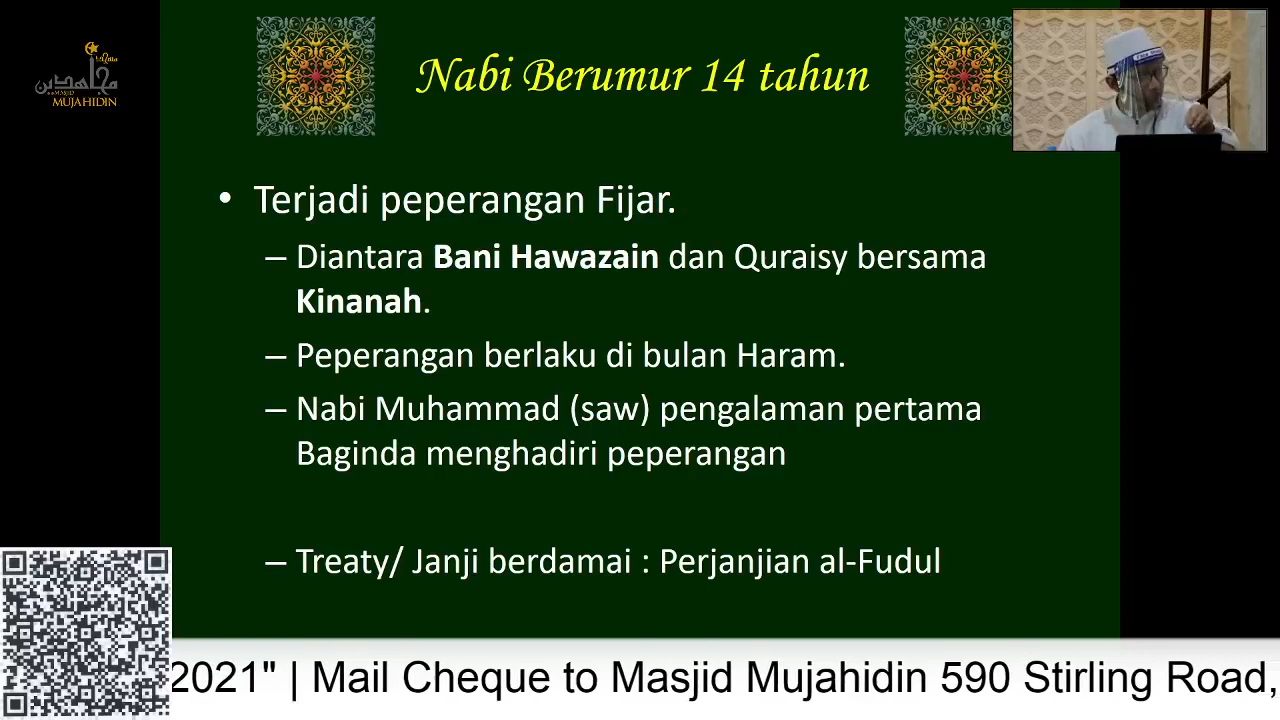 مجاهدين
MASJID
MUJAHIDIN
Nabi Berumur 14 tahun
• Terjadi peperangan Fijar.
– Diantara Bani Hawazain dan Quraisy bersama
Kinanah.
– Peperangan berlaku di bulan Haram.
– Nabi Muhammad (saw) pengalaman pertama
Baginda menghadiri peperangan
– Treaty/ Janji berdamai : Perjanjian al-Fudul
2021" | Mail Cheque to Masjid Mujahidin 590 Stirling Road,